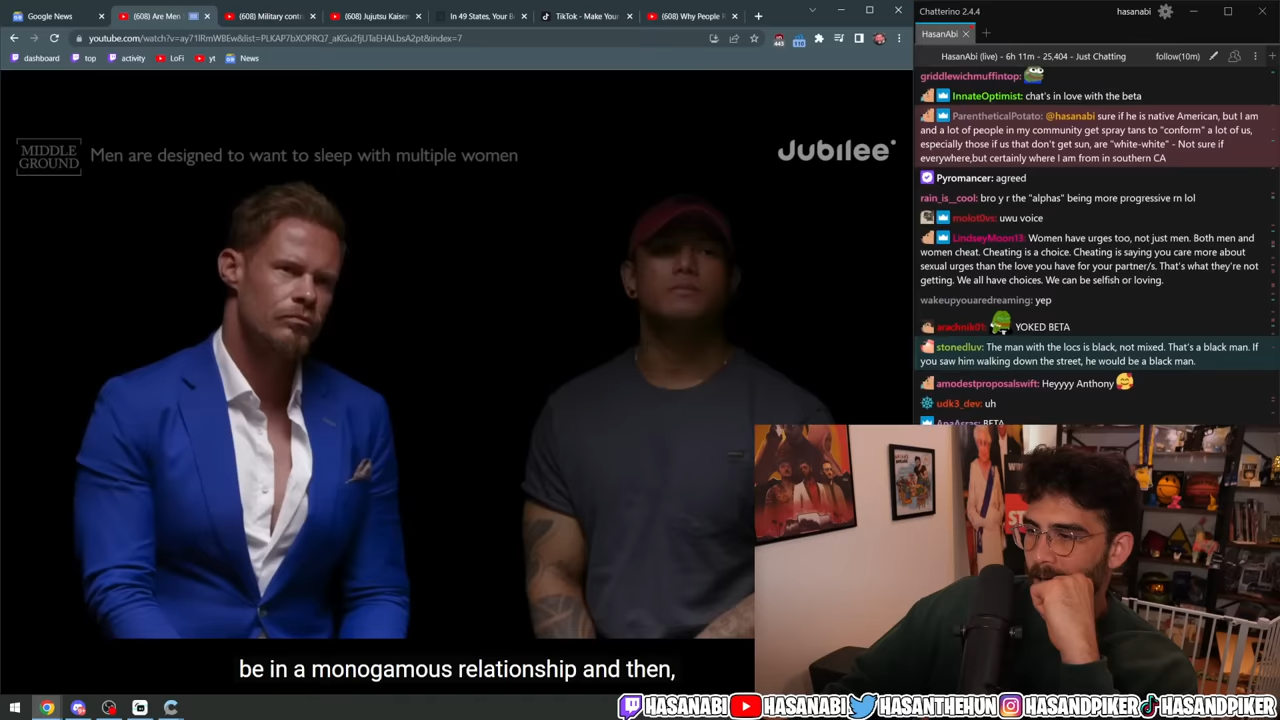 Google News
(608) Are Men
(608) Military contr
(608) Jujutsu Kaisen
In 49 States, Your B
TikTok - Make Your
(608) Why People R
youtube.com/watch?v=ay71lRmWBEw&list=PLKAP7bXOPRQ7_aKGu2fjUTaEHALbsA2pt&index=7
443
110
dashboard
top
activity
LoFi
yt
News
MIDDLE
GROUND
Men are designed to want to sleep with multiple women
Jubilee
be in a monogamous relationship and then,
Chatterino 2.4.4
hasanabi
HasanAbi
HasanAbi (live) - 6h 11m - 25,404 - Just Chatting
follow(10m)
griddlewichmuffintop:
InnateOptimist: chat's in love with the beta
ParentheticalPotato: @hasanabi sure if he is native American, but I am
and a lot of people in my community get spray tans to "conform" a lot of us,
especially those if us that don't get sun, are "white-white" - Not sure if
everywhere,but certainly where I am from in southern CA
Pyromancer: agreed
rain_is__cool: bro y r the "alphas" being more progressive rn lol
molot0vs: uwu voice
LindseyMoon13: Women have urges too, not just men. Both men and
women cheat. Cheating is a choice. Cheating is saying you care more about
sexual urges than the love you have for your partner/s. That's what they're not
getting. We all have choices. We can be selfish or loving.
wakeupyouaredreaming: yep
arachnik01: YOKED BETA
stonedluv: The man with the locs is black, not mixed. That's a black man. If
you saw him walking down the street, he would be a black man.
amodestproposalswift: Heyyyy Anthony
udk3_dev: uh
AnaAsras: BETA
HASANABI
HASANABI
HASANTHEHUN
HASANDPIKER
HASANDPIKER